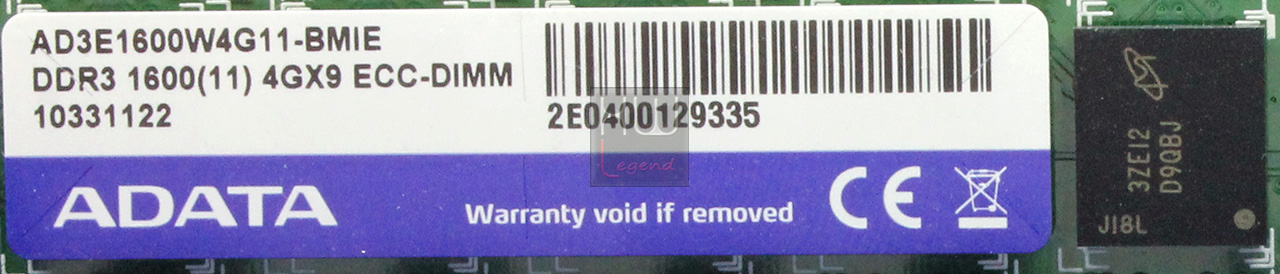 AD3E1600W4G11-BMIE
DDR3 1600(11) 4GX9 ECC-DIMM
10331122
2E0400129335
Legend
ADATA
Warranty void if removed
CE
3ZE12
D9QBJ
J18L